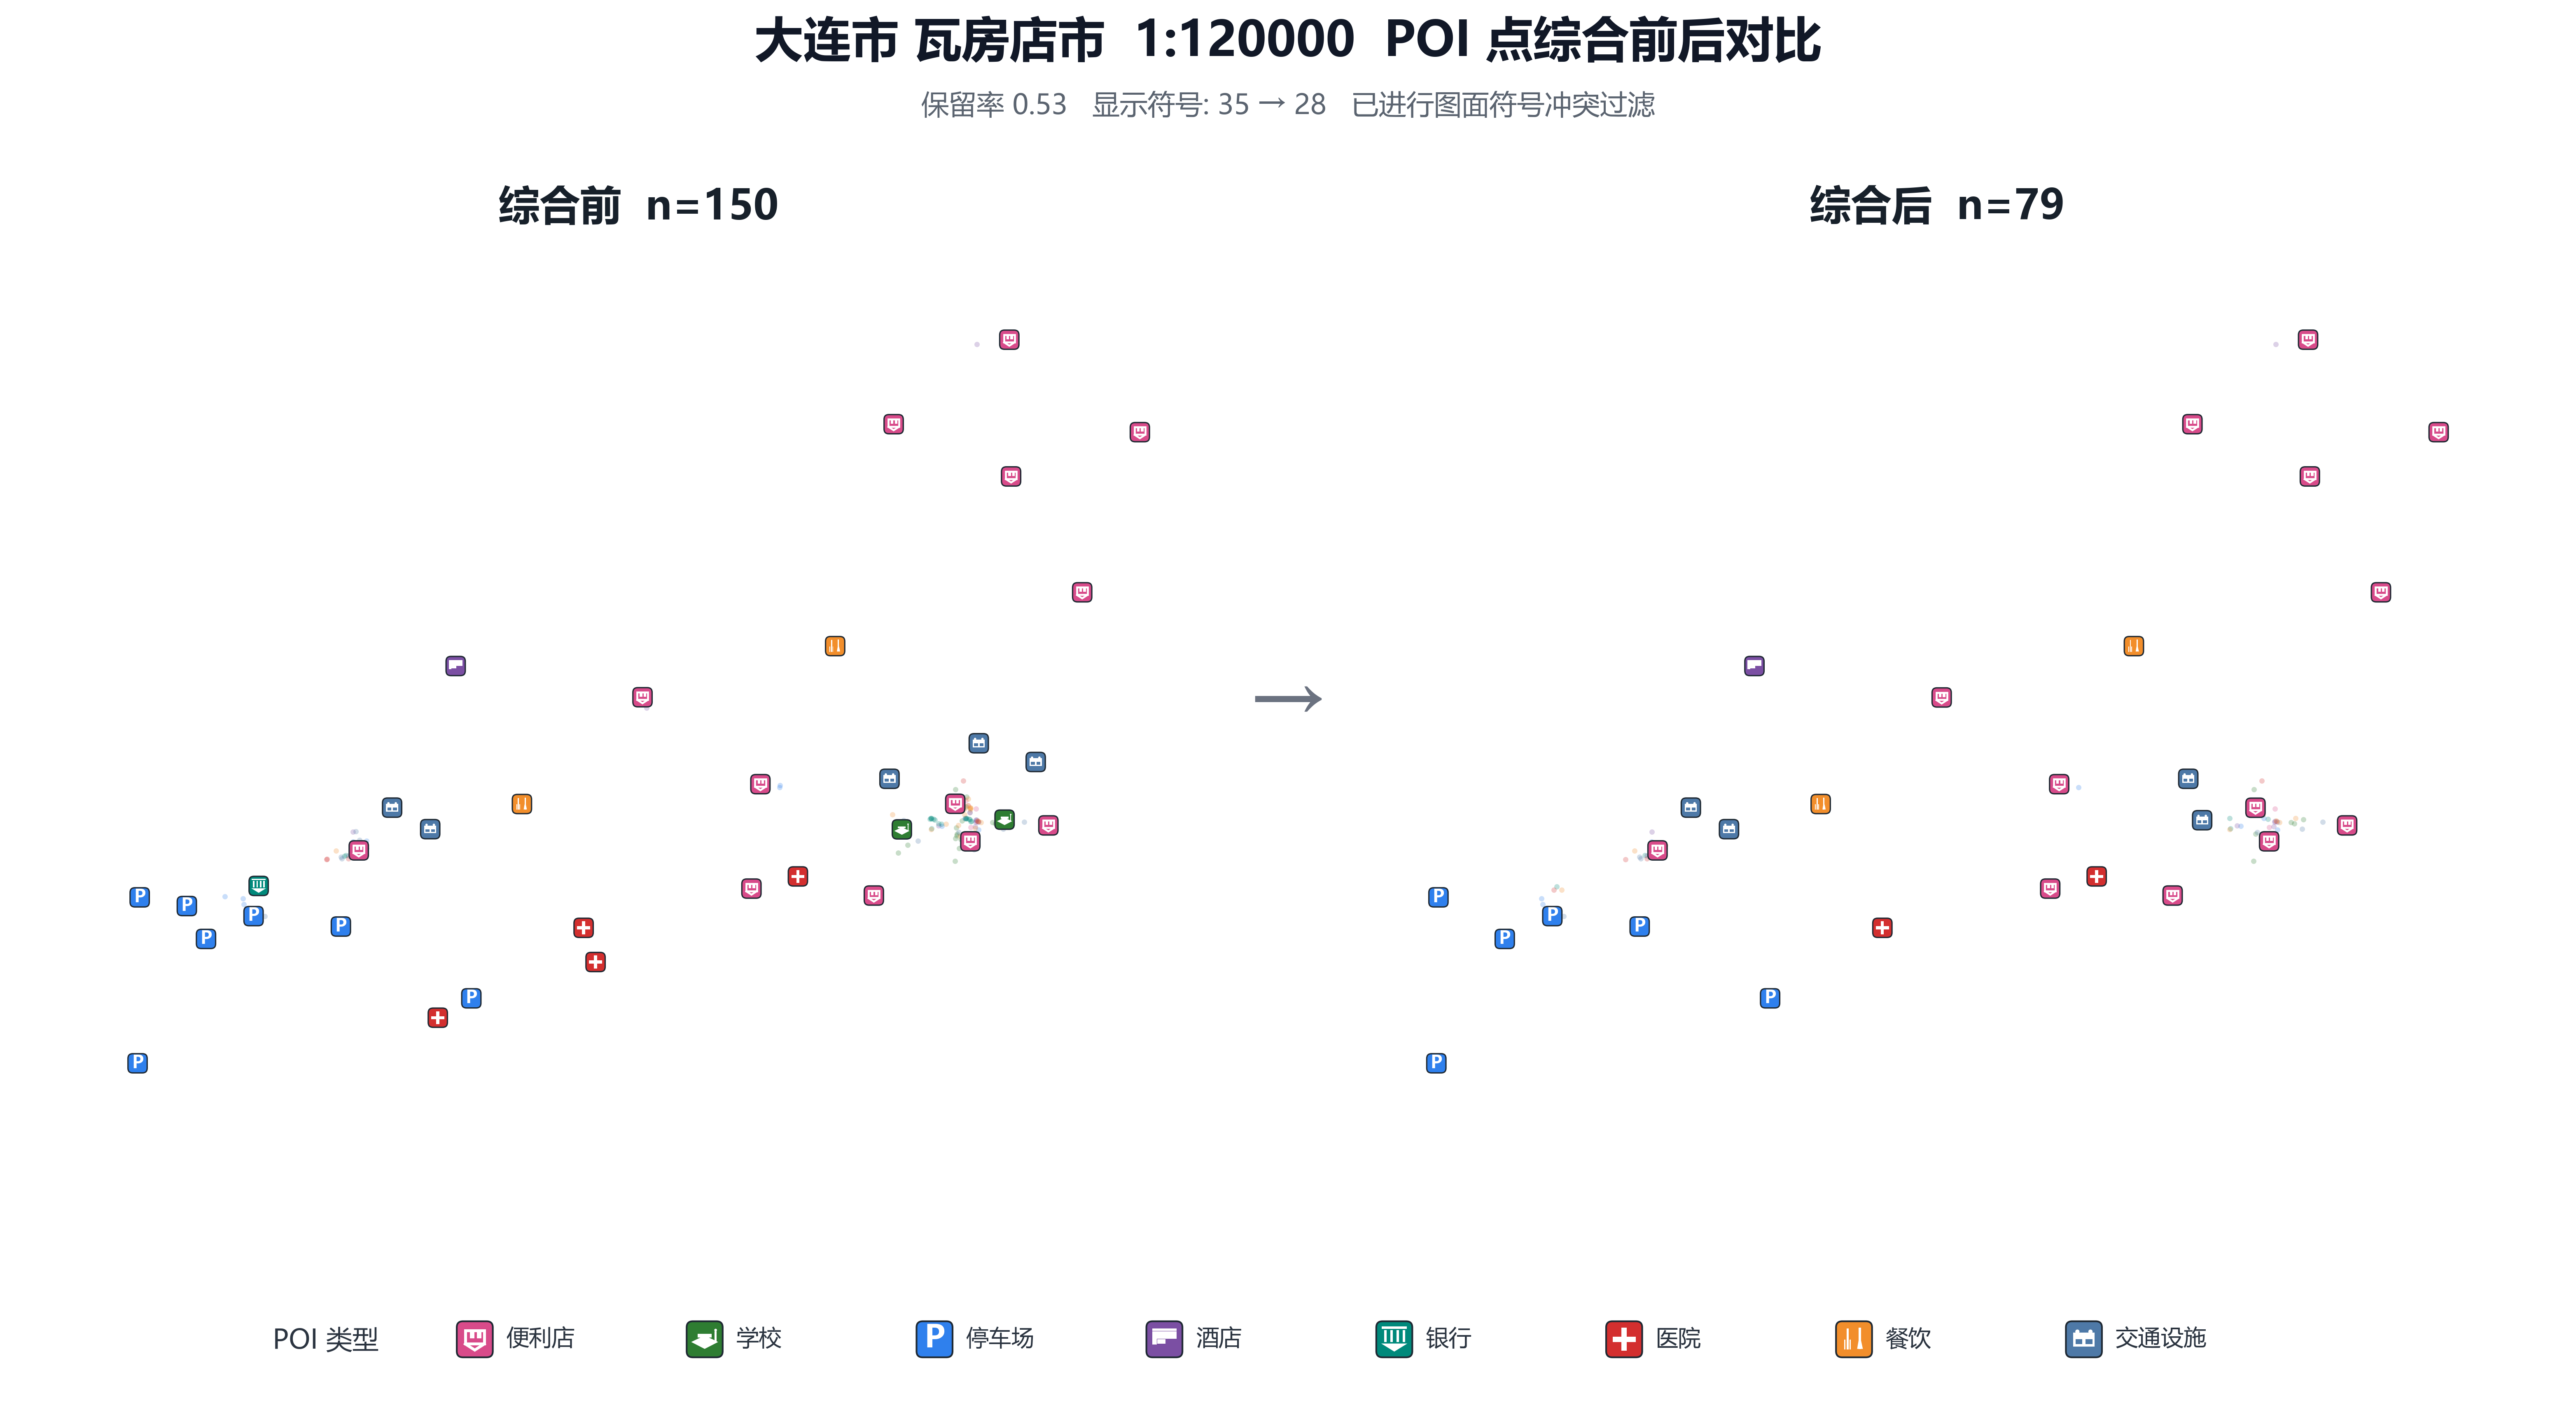 大连市 瓦房店市 1:120000 POI 点综合前后对比
保留率 0.53 显示符号: 35 → 28 已进行图面符号冲突过滤
综合前 n=150
综合后 n=79
P
P
P
P
P
P
P
P
P
P
P
P
P
POI 类型
便利店
学校
P 停车场
酒店
银行
医院
餐饮
交通设施